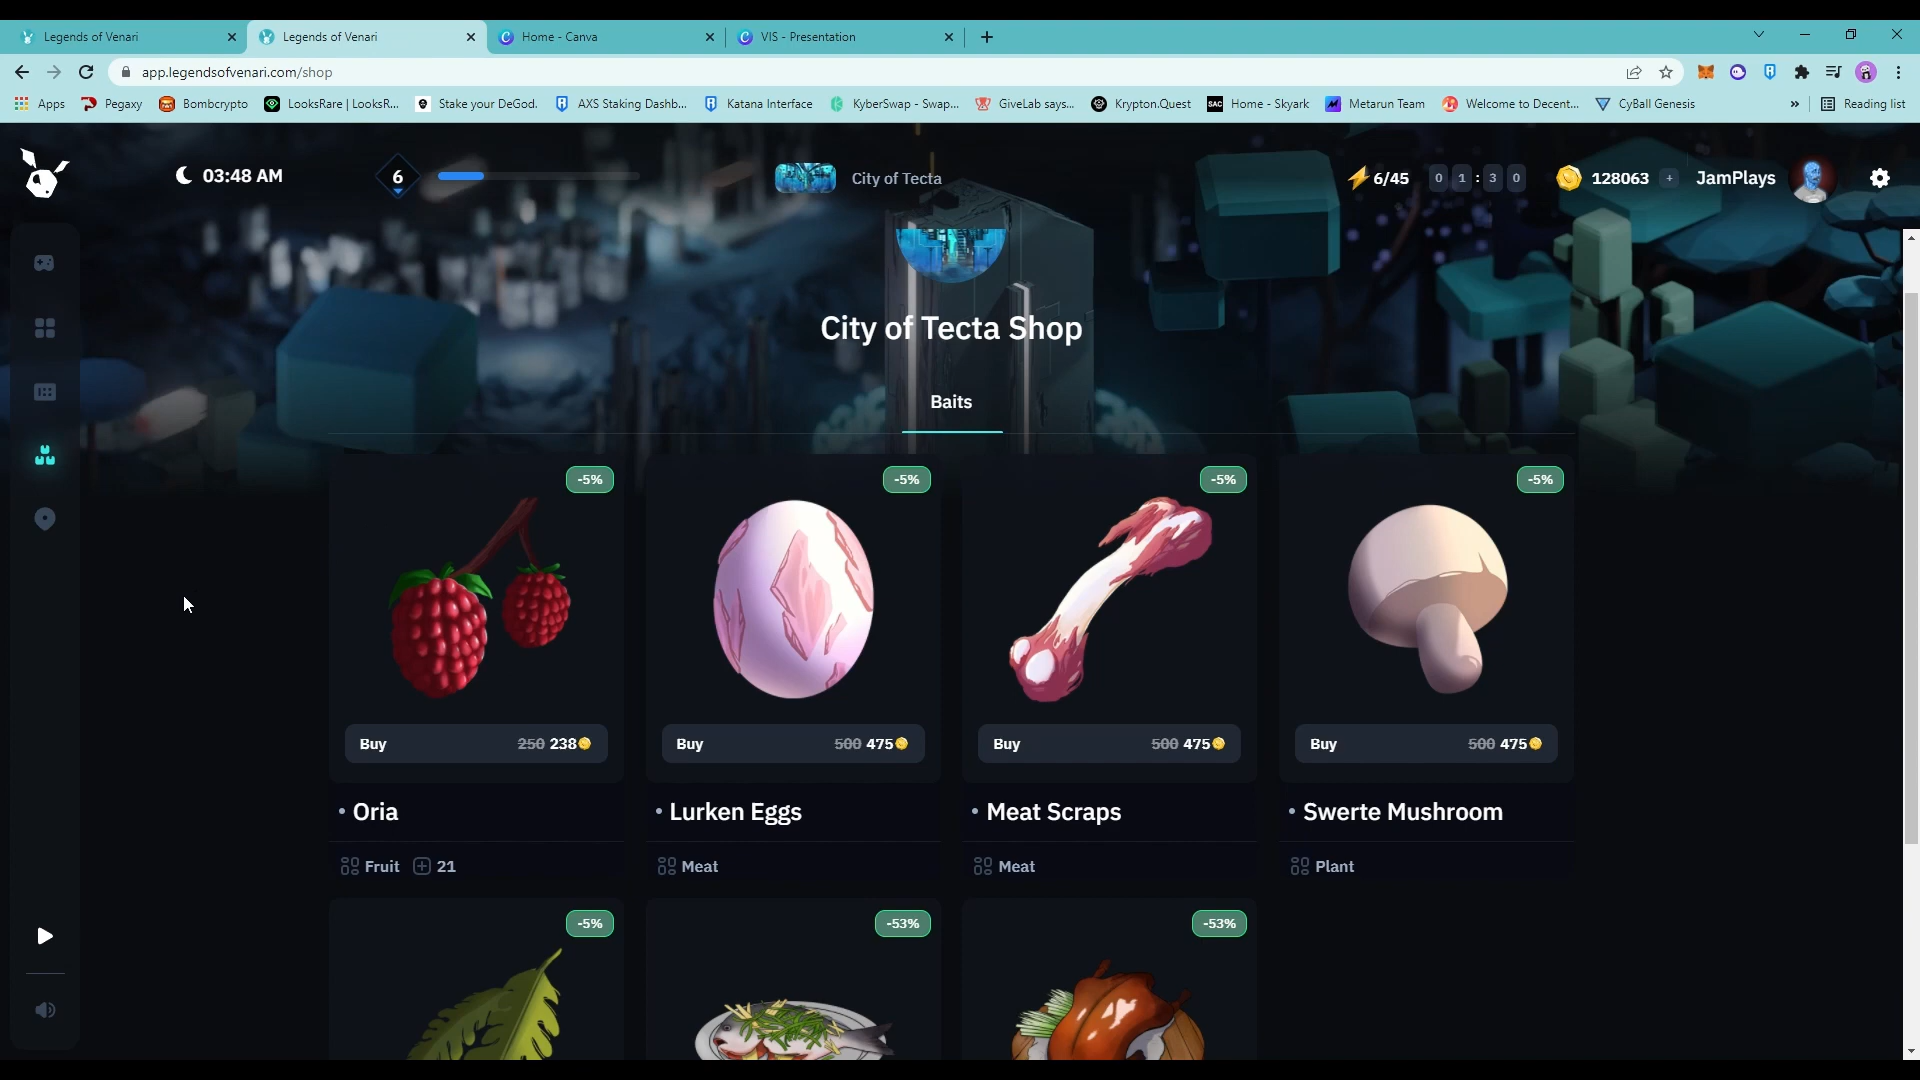 Legends of Venari
Legends of Venari
Home - Canva
VIS - Presentation
app.legendsofvenari.com/shop
Apps
Pegaxy
Bombcrypto
LooksRare | LooksR...
Stake your DeGod.
AXS Staking Dashb...
Katana Interface
KyberSwap - Swap...
GiveLab says...
Krypton.Quest
SAC
Home - Skyark
Metarun Team
Welcome to Decent...
CyBall Genesis
»
Reading list
03:48 AM
6
City of Tecta
6/45
0 1 : 3 0
128063
+
JamPlays
City of Tecta Shop
Baits
-5%
-5%
-5%
-5%
Buy 250 238
Buy 500 475
Buy 500 475
Buy 500 475
• Oria
• Lurken Eggs
• Meat Scraps
• Swerte Mushroom
Fruit 21
Meat
Meat
Plant
-5%
-53%
-53%